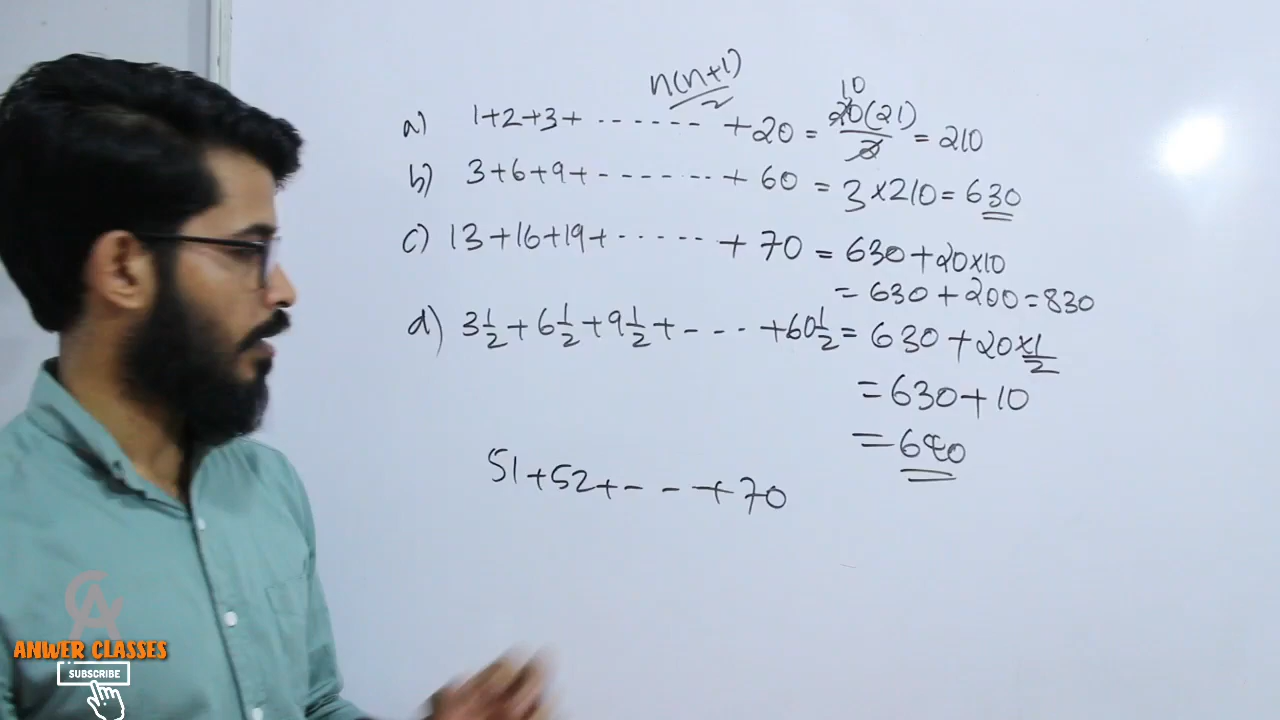 n(n+1)/2
a) 1+2+3+ ------- +20 = 20(21)/2 = 210
10
b) 3+6+9+ ------- + 60 = 3×210=630
c) 13+16+19+ ------ + 70 = 630+20×10
= 630+200=830
d) 3½+6½+9½+ ---- +60½= 630+20×½
=630+10
=640
51+52+--- +70
CA
ANWER CLASSES
SUBSCRIBE